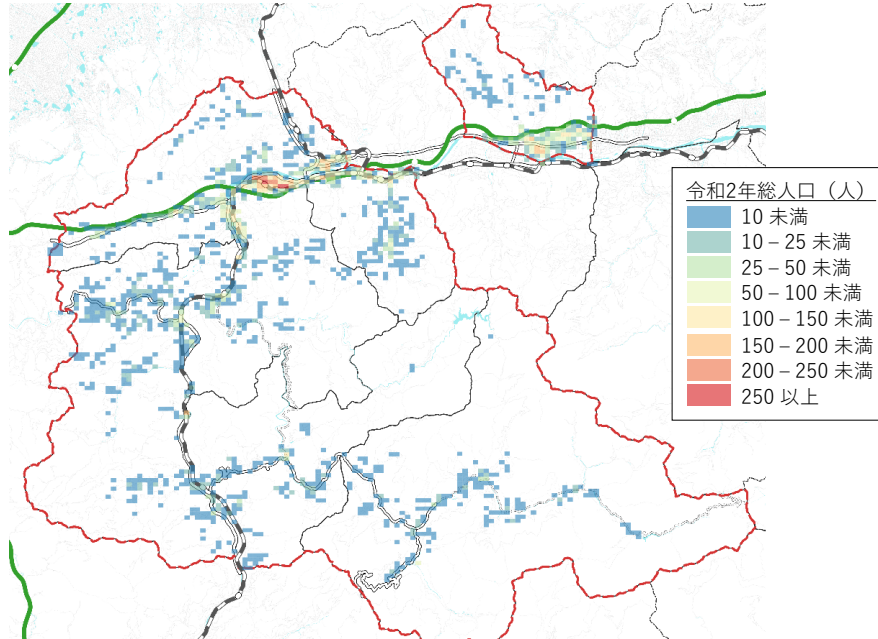 令和2年総人口（人）
10 未満
10 – 25 未満
25 – 50 未満
50 – 100 未満
100 – 150 未満
150 – 200 未満
200 – 250 未満
250 以上